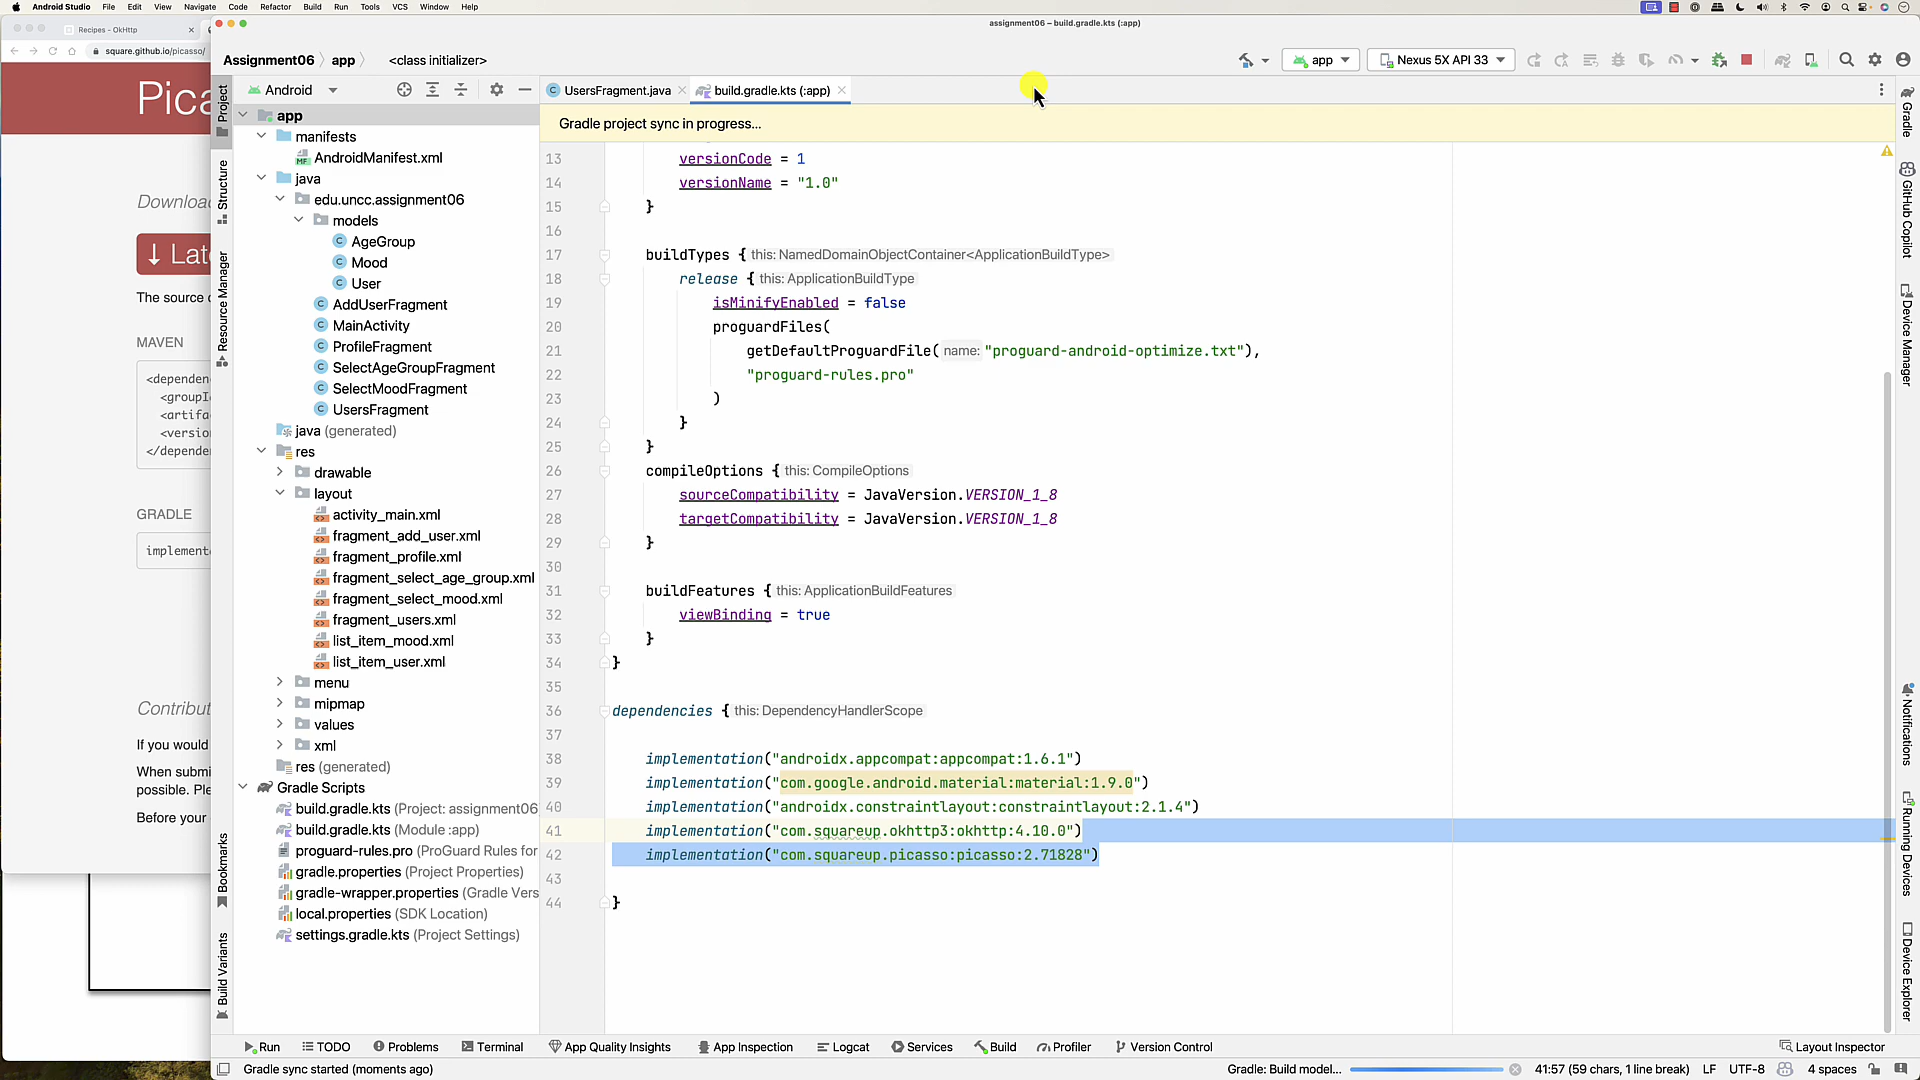 Android Studio File Edit View Navigate Code Refactor Build Run Tools VCS Window Help
Recipes - OkHttp
square.github.io/picasso/
assignment06 – build.gradle.kts (:app)
Assignment06 app <class initializer>
app Nexus 5X API 33
Android
UsersFragment.java build.gradle.kts (:app)
Gradle project sync in progress...
Project
Structure
Resource Manager
Bookmarks
Build Variants
app
manifests
AndroidManifest.xml
java
edu.uncc.assignment06
models
AgeGroup
Mood
User
AddUserFragment
MainActivity
ProfileFragment
SelectAgeGroupFragment
SelectMoodFragment
UsersFragment
java (generated)
res
drawable
layout
activity_main.xml
fragment_add_user.xml
fragment_profile.xml
fragment_select_age_group.xml
fragment_select_mood.xml
fragment_users.xml
list_item_mood.xml
list_item_user.xml
menu
mipmap
values
xml
res (generated)
Gradle Scripts
build.gradle.kts (Project: assignment06
build.gradle.kts (Module :app)
proguard-rules.pro (ProGuard Rules for
gradle.properties (Project Properties)
gradle-wrapper.properties (Gradle Vers
local.properties (SDK Location)
settings.gradle.kts (Project Settings)
13 versionCode = 1
14 versionName = "1.0"
15 }
16
17 buildTypes { this: NamedDomainObjectContainer<ApplicationBuildType>
18 release { this: ApplicationBuildType
19 isMinifyEnabled = false
20 proguardFiles(
21 getDefaultProguardFile( name: "proguard-android-optimize.txt"),
22 "proguard-rules.pro"
23 )
24 }
25 }
26 compileOptions { this: CompileOptions
27 sourceCompatibility = JavaVersion.VERSION_1_8
28 targetCompatibility = JavaVersion.VERSION_1_8
29 }
30
31 buildFeatures { this: ApplicationBuildFeatures
32 viewBinding = true
33 }
34 }
35
36 dependencies { this: DependencyHandlerScope
37
38 implementation("androidx.appcompat:appcompat:1.6.1")
39 implementation("com.google.android.material:material:1.9.0")
40 implementation("androidx.constraintlayout:constraintlayout:2.1.4")
41 implementation("com.squareup.okhttp3:okhttp:4.10.0")
42 implementation("com.squareup.picasso:picasso:2.71828")
43
44 }
Gradle
GitHub Copilot
Device Manager
Notifications
Running Devices
Device Explorer
Pica
Downloa
↓ Lat
The source c
MAVEN
<dependen
<groupI
<artifa
<versio
</depende
GRADLE
implemente
Contribut
If you would
When submi
possible. Ple
Before your
Run TODO Problems Terminal App Quality Insights App Inspection Logcat Services Build Profiler Version Control Layout Inspector
Gradle sync started (moments ago) Gradle: Build model... 41:57 (59 chars, 1 line break) LF UTF-8 4 spaces